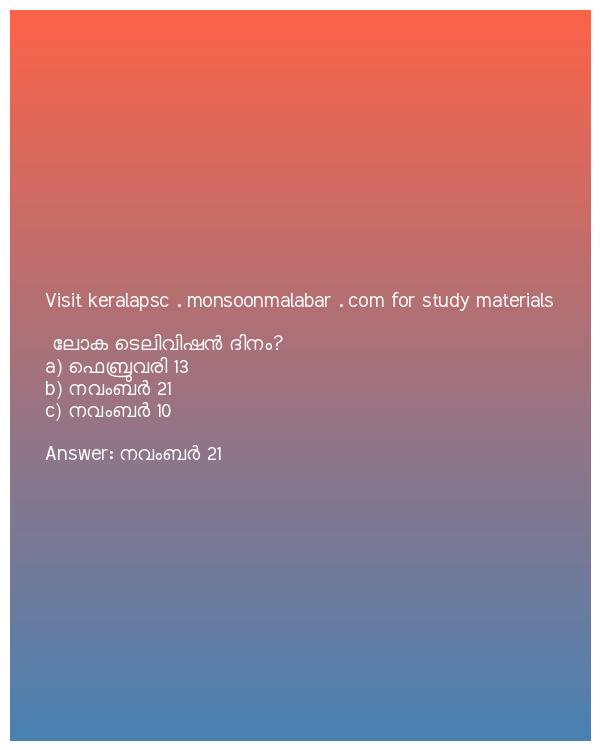 Visit keralapsc . monsoonmalabar . com for study materials
ലോക ടെലിവിഷൻ ദിനം?
a) ഫെബ്രുവരി 13
b) നവംബർ 21
c) നവംബർ 10
Answer: നവംബർ 21